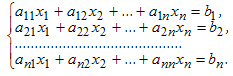 a₁₁x₁ + a₁₂x₂ + ... + a₁ₙxₙ = b₁,
a₂₁x₁ + a₂₂x₂ + ... + a₂ₙxₙ = b₂,
................................................
aₙ₁x₁ + aₙ₂x₂ + ... + aₙₙxₙ = bₙ.